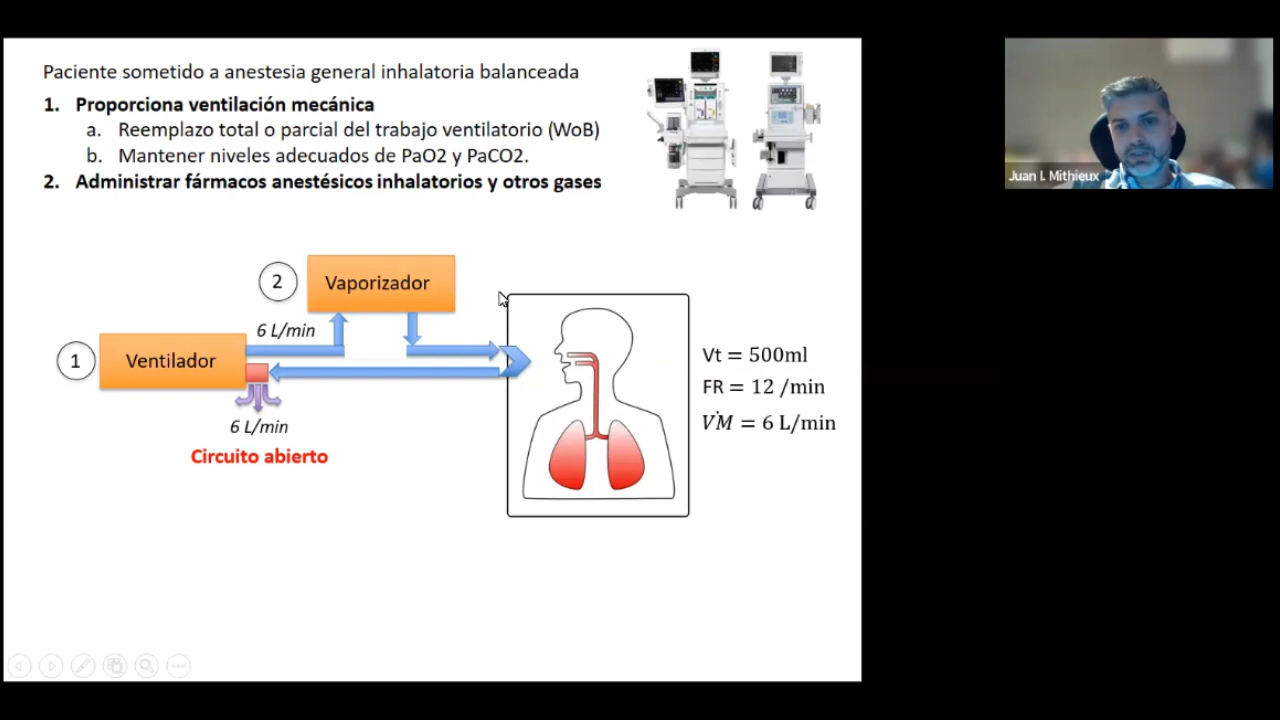 Paciente sometido a anestesia general inhalatoria balanceada
1. Proporciona ventilación mecánica
a. Reemplazo total o parcial del trabajo ventilatorio (WoB)
b. Mantener niveles adecuados de PaO2 y PaCO2.
2. Administrar fármacos anestésicos inhalatorios y otros gases
Juan I. Mithieux
2
Vaporizador
6 L/min
1
Ventilador
6 L/min
Circuito abierto
Vt = 500ml
FR = 12 /min
V̇M = 6 L/min